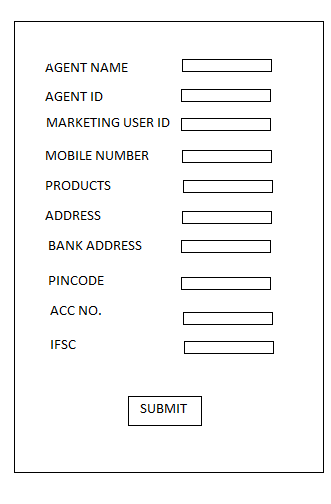 AGENT NAME
AGENT ID
MARKETING USER ID
MOBILE NUMBER
PRODUCTS
ADDRESS
BANK ADDRESS
PINCODE
ACC NO.
IFSC
SUBMIT